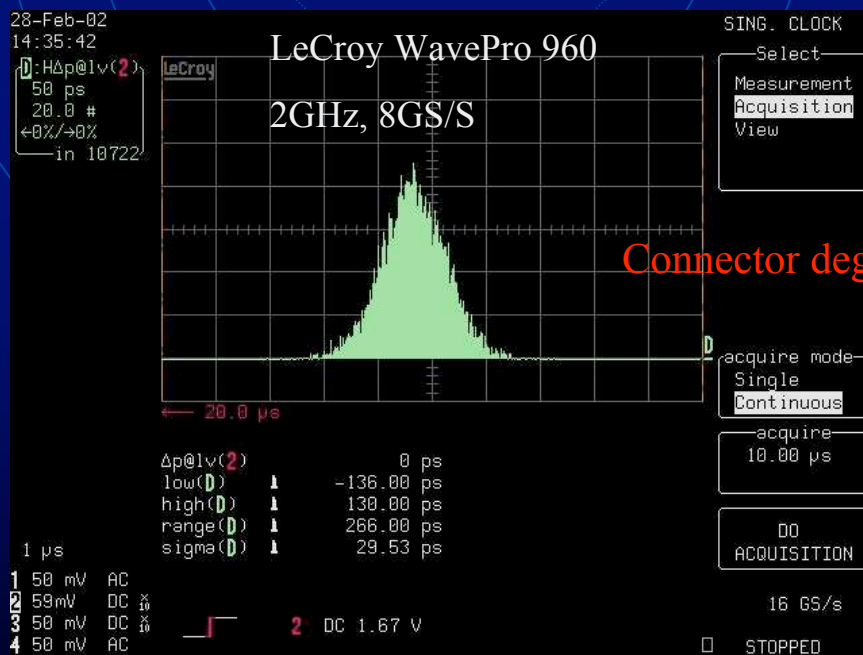 28-Feb-02
14:35:42
D:HΔp@lv(2)
50 ps
20.0 #
←0%/→0%
in 10722
LeCroy
LeCroy WavePro 960
2GHz, 8GS/S
SING. CLOCK
Select
Measurement
Acquisition
View
Connector deg
D
acquire mode
Single
Continuous
acquire
10.00 µs
DO
ACQUISITION
← 20.0 µs
Δp@lv(2) 0 ps
low(D) -136.00 ps
high(D) 130.00 ps
range(D) 266.00 ps
sigma(D) 29.53 ps
1 µs
1 50 mV AC
2 59mV DC X10
3 50 mV DC X10
4 50 mV AC
2 DC 1.67 V
16 GS/s
STOPPED